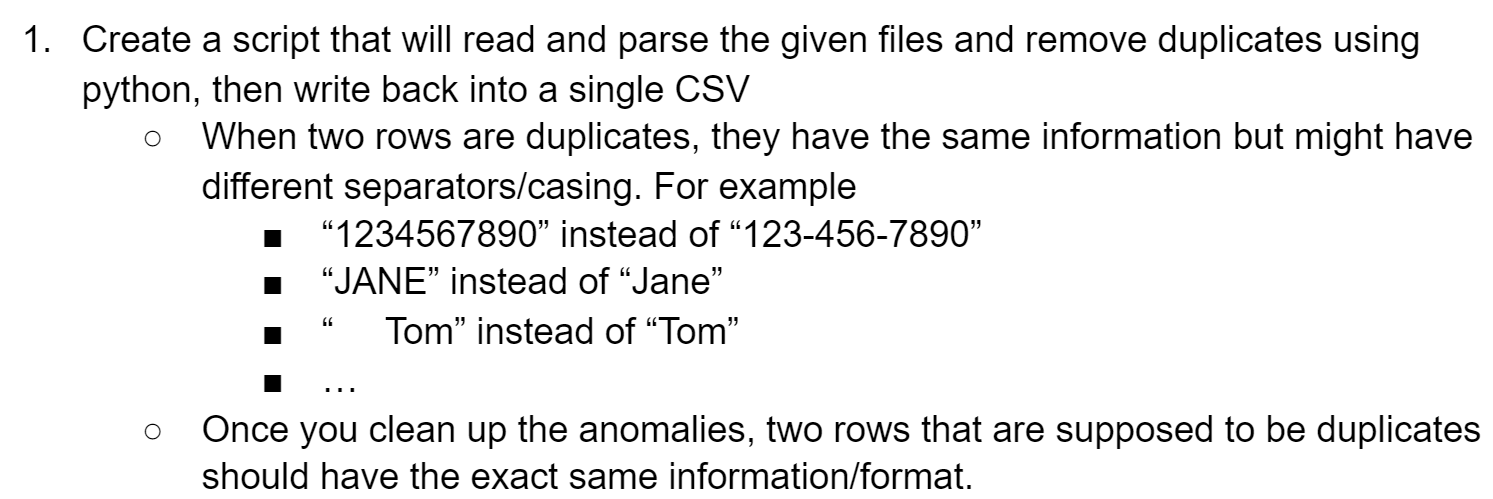 1. Create a script that will read and parse the given files and remove duplicates using
python, then write back into a single CSV
○ When two rows are duplicates, they have the same information but might have
different separators/casing. For example
■ “1234567890” instead of “123-456-7890”
■ “JANE” instead of “Jane”
■ “     Tom” instead of “Tom”
■ …
○ Once you clean up the anomalies, two rows that are supposed to be duplicates
should have the exact same information/format.